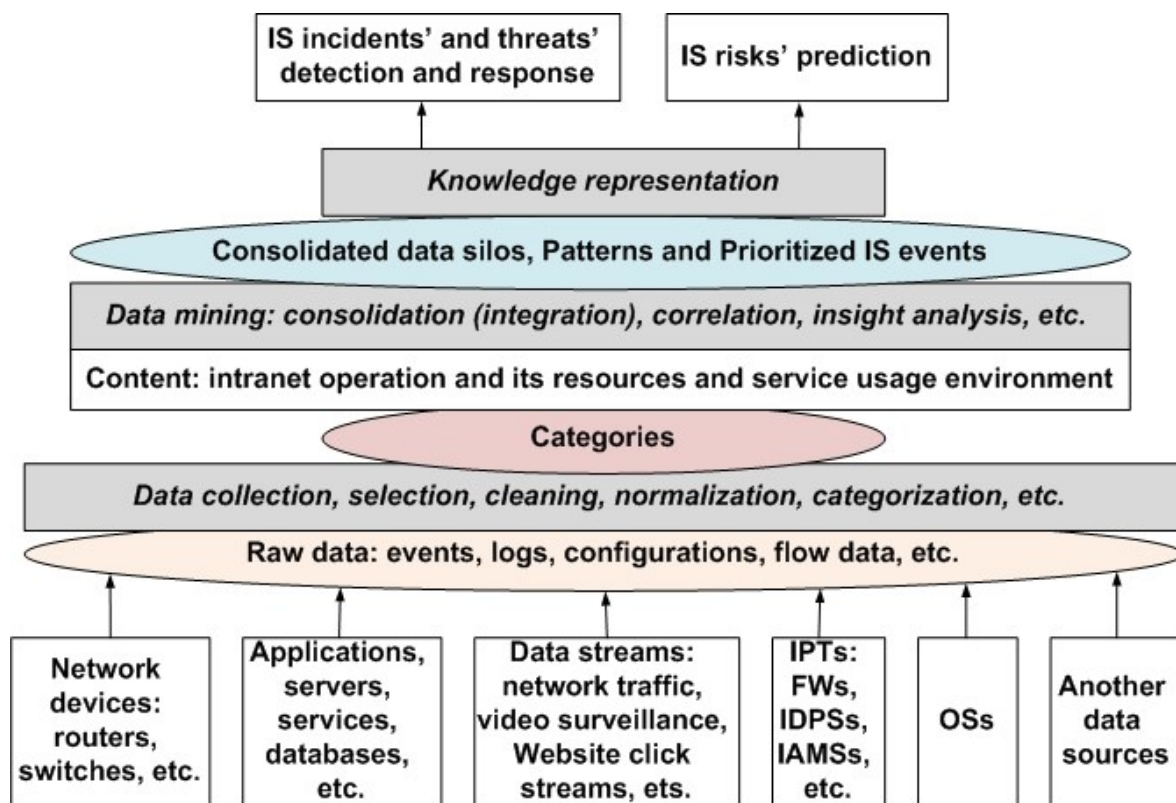 IS incidents' and threats'
detection and response
IS risks' prediction
Knowledge representation
Consolidated data silos, Patterns and Prioritized IS events
Data mining: consolidation (integration), correlation, insight analysis, etc.
Content: intranet operation and its resources and service usage environment
Categories
Data collection, selection, cleaning, normalization, categorization, etc.
Raw data: events, logs, configurations, flow data, etc.
Network
devices:
routers,
switches, etc.
Applications,
servers,
services,
databases,
etc.
Data streams:
network traffic,
video surveillance,
Website click
streams, ets.
IPTs:
FWs,
IDPSs,
IAMSs,
etc.
OSs
Another
data
sources